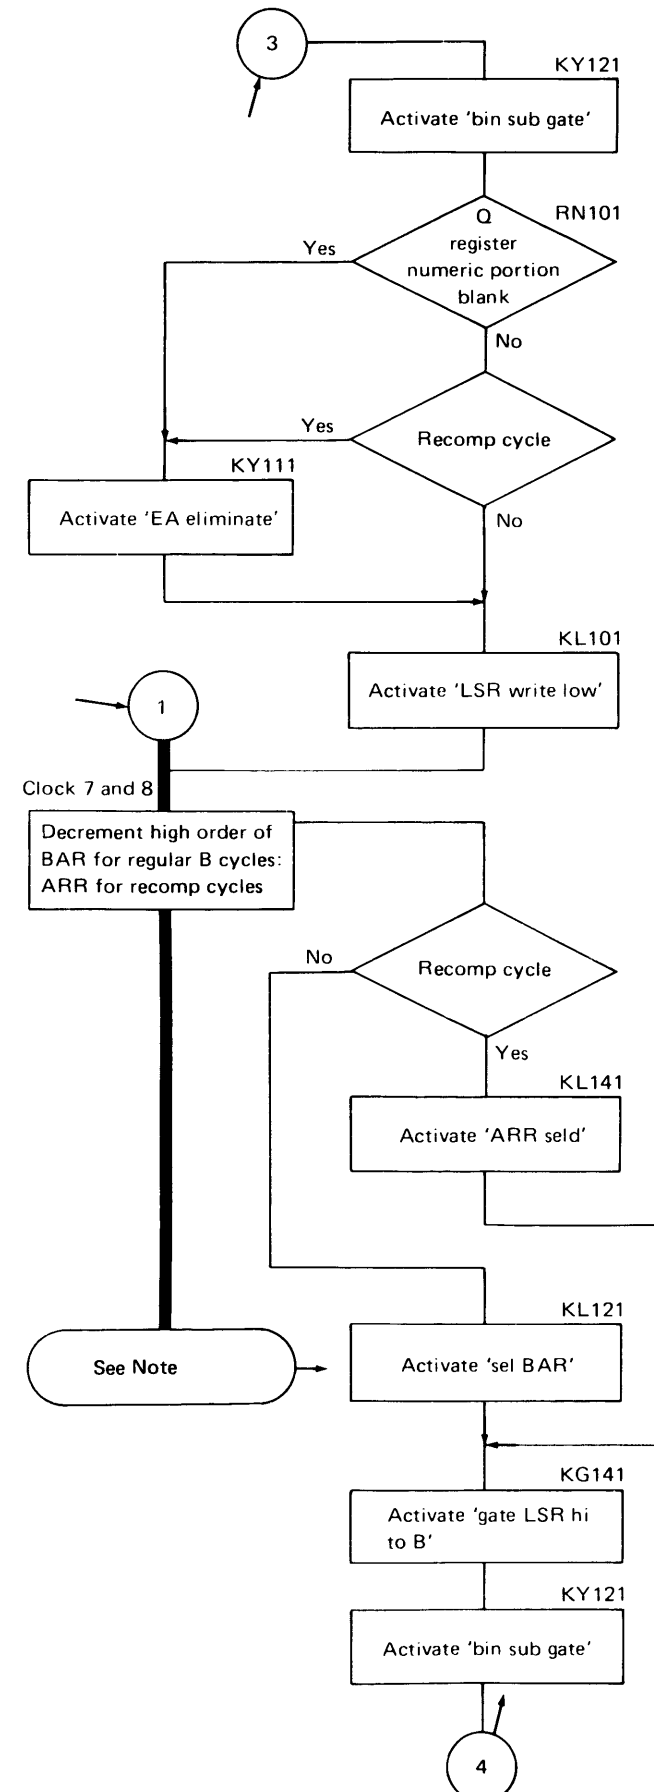 3
KY121
Activate 'bin sub gate'
Q
RN101
register
Yes
numeric portion
blank
No
Yes
Recomp cycle
KY111
Activate 'EA eliminate'
No
KL101
Activate 'LSR write low'
1
Clock 7 and 8
Decrement high order of
BAR for regular B cycles:
ARR for recomp cycles
No
Recomp cycle
Yes
KL141
Activate 'ARR seld'
KL121
See Note
Activate 'sel BAR'
KG141
Activate 'gate LSR hi
to B'
KY121
Activate 'bin sub gate'
4